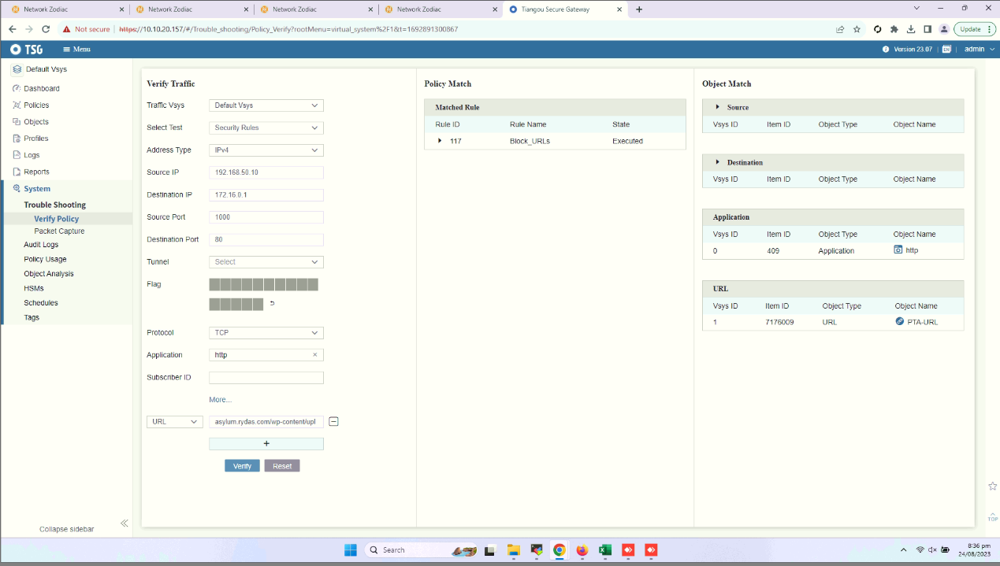 Network Zodiac
Network Zodiac
Network Zodiac
Network Zodiac
Tiangou Secure Gateway
Not secure
https://10.10.20.157/#/Trouble_shooting/Policy_Verify?rootMenu=virtual_system%2F1&t=1692891300867
Update
TSG
Menu
Version 23.07
EN
admin
Default Vsys
Dashboard
Policies
Objects
Profiles
Logs
Reports
System
Trouble Shooting
Verify Policy
Packet Capture
Audit Logs
Policy Usage
Object Analysis
HSMs
Schedules
Tags
Collapse sidebar
Verify Traffic
Traffic Vsys Default Vsys
Select Test Security Rules
Address Type IPv4
Source IP 192.168.50.10
Destination IP 172.16.0.1
Source Port 1000
Destination Port 80
Tunnel Select
Flag
Protocol TCP
Application http
Subscriber ID
More...
URL asylum.rydas.com/wp-content/upl
+
Verify Reset
Policy Match
Matched Rule
Rule ID Rule Name State
117 Block_URLs Executed
Object Match
Source
Vsys ID Item ID Object Type Object Name
Destination
Vsys ID Item ID Object Type Object Name
Application
Vsys ID Item ID Object Type Object Name
0 409 Application http
URL
Vsys ID Item ID Object Type Object Name
1 7176009 URL PTA-URL
TOP
Search
8:36 pm
24/08/2023